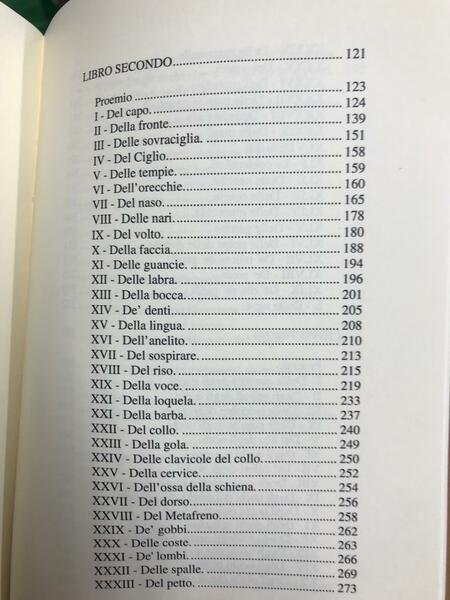 LIBRO SECONDO........................................ 121
Proemio ........................................ 123
I - Del capo. ........................................ 124
II - Della fronte. ........................................ 139
III - Delle sovraciglia. ........................................ 151
IV - Del Ciglio. ........................................ 158
V - Delle tempie. ........................................ 159
VI - Dell'orecchie. ........................................ 160
VII - Del naso. ........................................ 165
VIII - Delle nari. ........................................ 178
IX - Del volto. ........................................ 180
X - Della faccia. ........................................ 188
XI - Delle guancie. ........................................ 194
XII - Delle labra. ........................................ 196
XIII - Della bocca. ........................................ 201
XIV - De' denti. ........................................ 205
XV - Della lingua. ........................................ 208
XVI - Dell'anelito. ........................................ 210
XVII - Del sospirare. ........................................ 213
XVIII - Del riso. ........................................ 215
XIX - Della voce. ........................................ 219
XXI - Della loquela. ........................................ 233
XXI - Della barba. ........................................ 237
XXII - Del collo. ........................................ 240
XXIII - Della gola. ........................................ 249
XXIV - Delle clavicole del collo. ........................................ 250
XXV - Della cervice. ........................................ 252
XXVI - Dell'ossa della schiena. ........................................ 254
XXVII - Del dorso. ........................................ 256
XXVIII - Del Metafreno. ........................................ 258
XXIX - De' gobbi. ........................................ 262
XXX - Delle coste. ........................................ 263
XXXI - De' lombi. ........................................ 266
XXXII - Delle spalle. ........................................ 269
XXXIII - Del petto. ........................................ 273